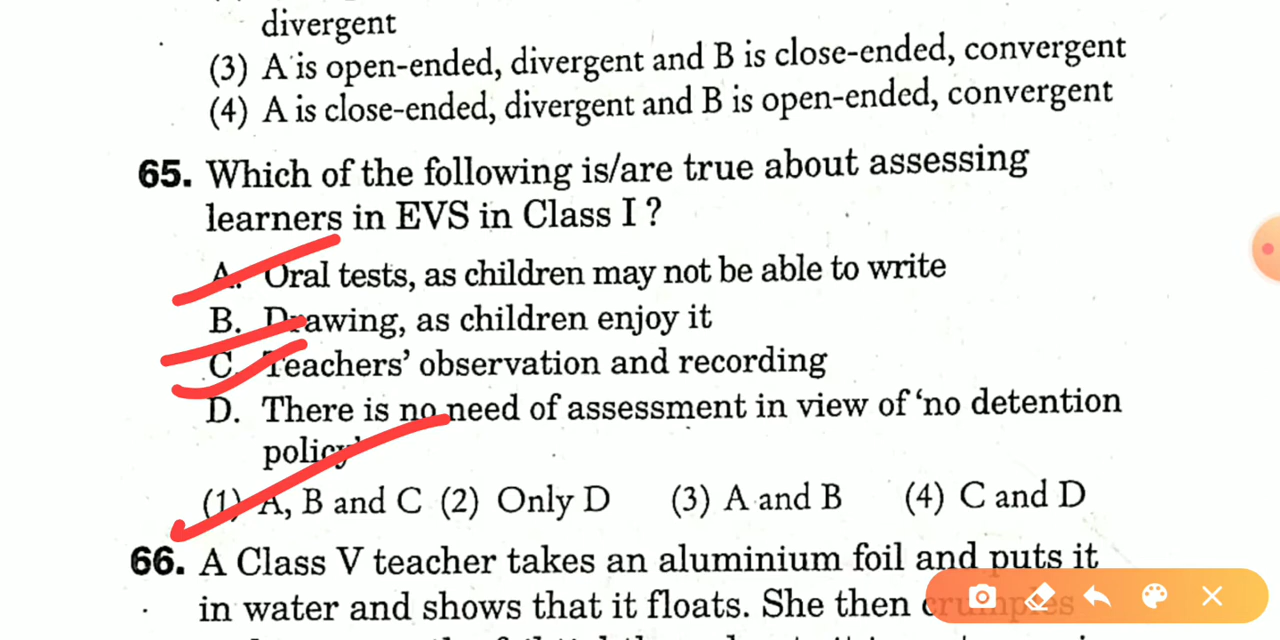 divergent
(3) A is open-ended, divergent and B is close-ended, convergent
(4) A is close-ended, divergent and B is open-ended, convergent
65. Which of the following is/are true about assessing
learners in EVS in Class I ?
A. Oral tests, as children may not be able to write
B. Drawing, as children enjoy it
C. Teachers' observation and recording
D. There is no need of assessment in view of 'no detention
policy'
(1) A, B and C (2) Only D (3) A and B (4) C and D
66. A Class V teacher takes an aluminium foil and puts it
in water and shows that it floats. She then crumples